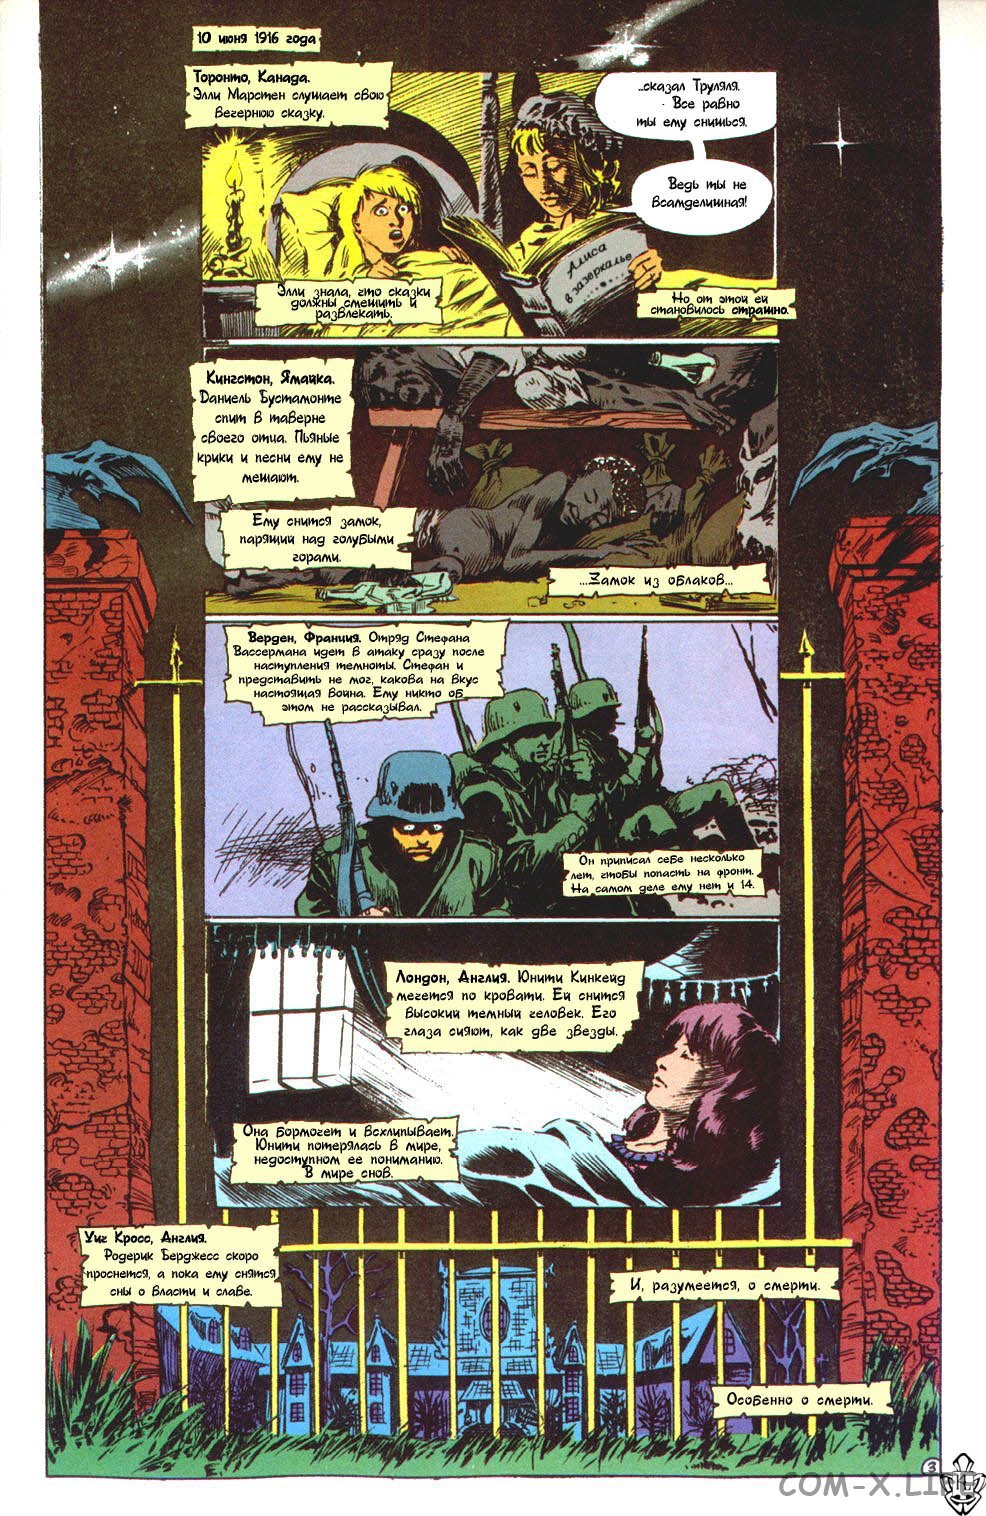 10 июня 1916 года
Торонто, Канада.
Элли Марстен слушает свою
вечернюю сказку.
...сказал Труляля.
- Все равно
ты ему снишься.
Ведь ты не
всамделишная!
Алиса
в зазеркалье
Элли знала, что сказки
должны смешить и
развлекать.
Но от этой ей
становилось страшно.
Кингстон, Ямайка.
Даниель Бустамонте
спит в таверне
своего отца. Пьяные
крики и песни ему не
мешают.
Ему снится замок,
парящий над голубыми
горами.
...Замок из облаков...
Верден, Франция. Отряд Стефана
Вассермана идет в атаку сразу после
наступления темноты. Стефан и
представить не мог, какова на вкус
настоящая война. Ему никто об
этом не рассказывал.
Он приписал себе несколько
лет, чтобы попасть на фронт.
На самом деле ему нет и 14.
Лондон, Англия. Юнити Кинкейд
мечется по кровати. Ей снится
высокий темный человек. Его
глаза сияют, как две звезды.
Она бормочет и всхлипывает.
Юнити потерялась в мире,
недоступном ее пониманию.
В мире снов.
Уиг Кросс, Англия.
Родерик Берджесс скоро
проснется, а пока ему снятся
сны о власти и славе.
И, разумеется, о смерти.
Особенно о смерти.
3
COM-X.LIFE